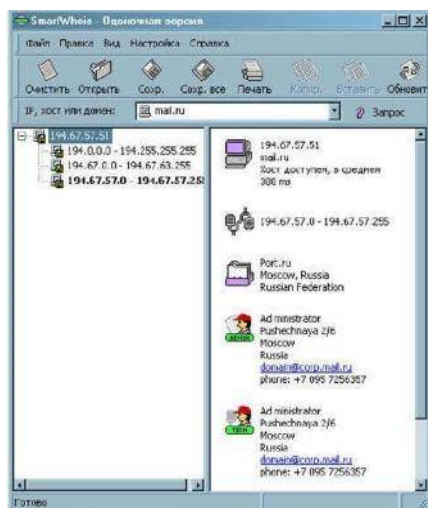 SmartWhois - Оценочная версия
Файл Правка Вид Настройка Справка
Очистить Открыть Сохр. Сохр. все Печать Копир. Вставить Обновит
IP, хост или домен: mail.ru Запрос
194.67.57.51
194.0.0.0 - 194.255.255.255
194.67.0.0 - 194.67.63.255
194.67.57.0 - 194.67.57.25
194.67.57.51
mail.ru
Хост доступен, в среднем
300 ms
194.67.57.0 - 194.67.57.255
Port.ru
Moscow, Russia
Russian Federation
Administrator
Pushechnaya 2/6
Moscow
Russia
domain@corp.mail.ru
phone: +7 095 7256357
ADMIN
Administrator
Pushechnaya 2/6
Moscow
Russia
domain@corp.mail.ru
phone: +7 095 7256357
TECH
Готово